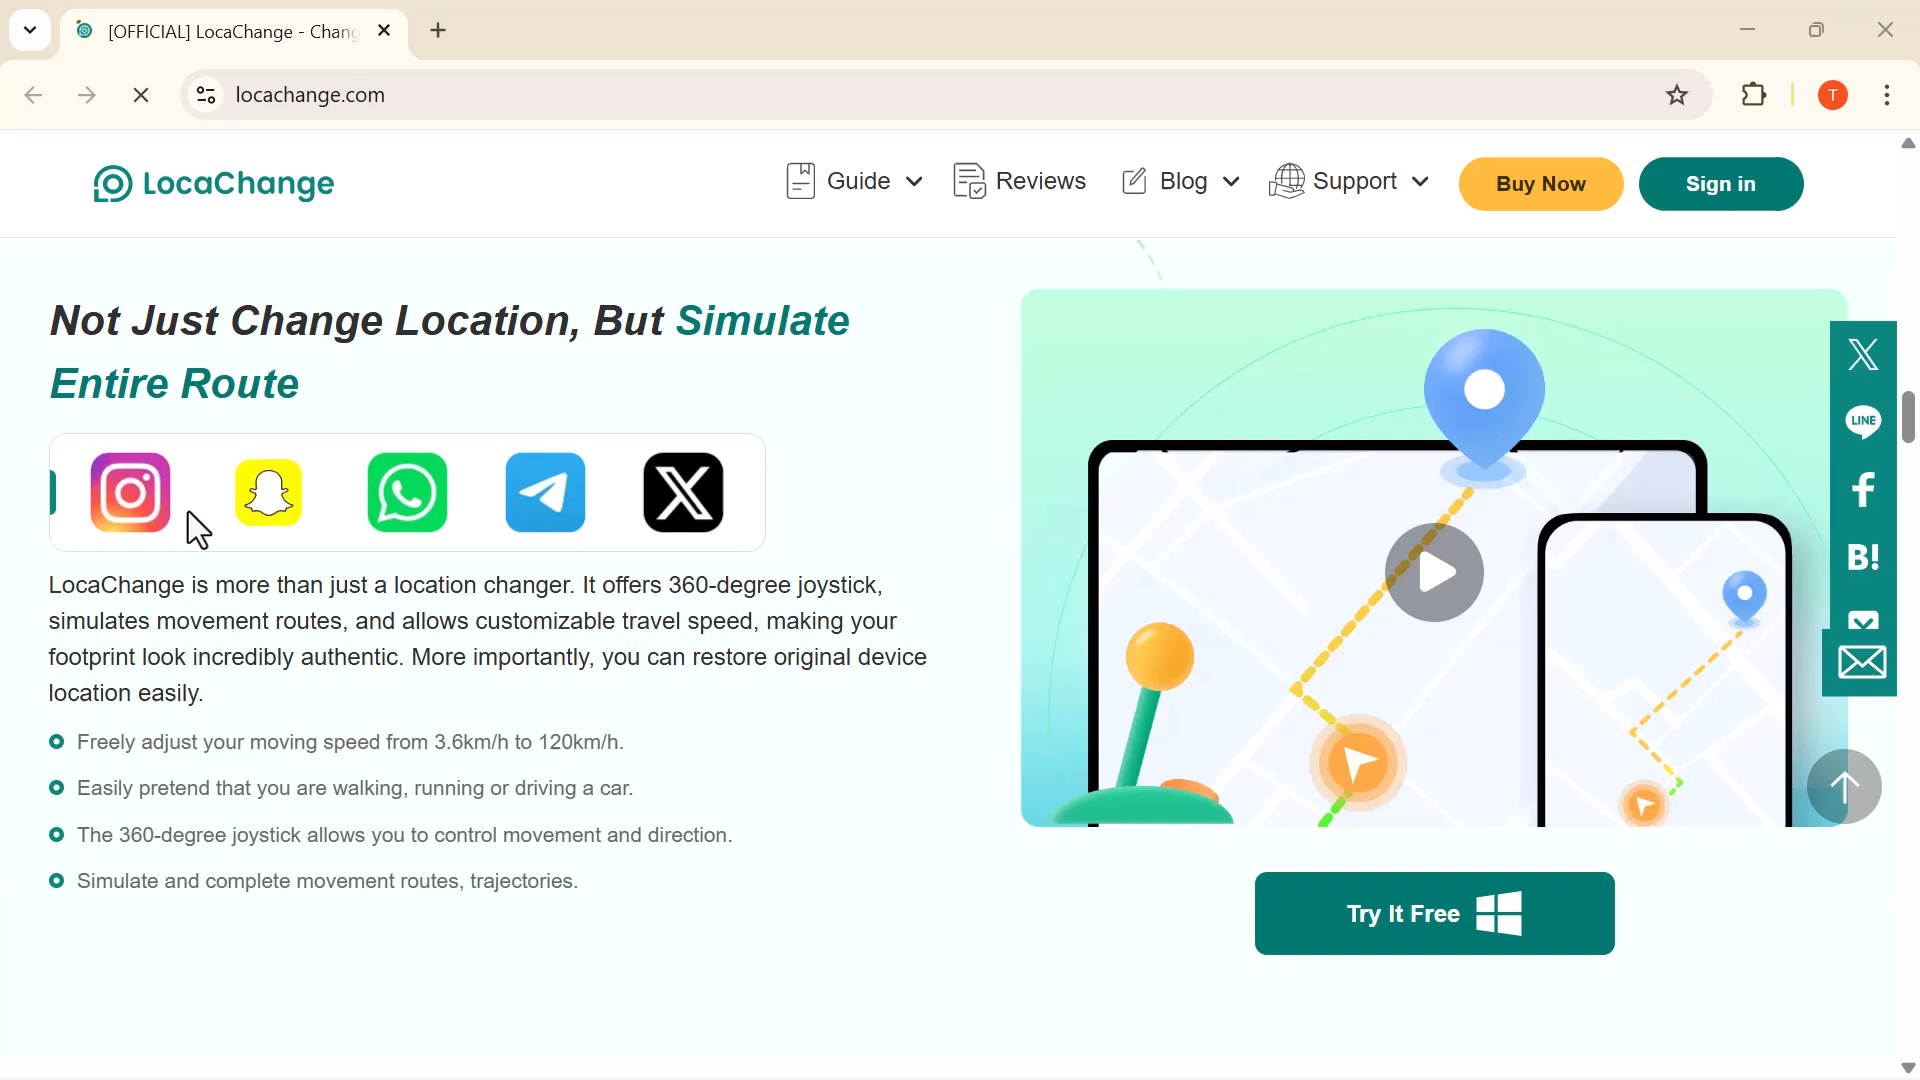 [OFFICIAL] LocaChange - Chang
locachange.com
T
LocaChange
Guide
Reviews
Blog
Support
Buy Now
Sign in
Not Just Change Location, But Simulate
Entire Route
LINE
B!
LocaChange is more than just a location changer. It offers 360-degree joystick,
simulates movement routes, and allows customizable travel speed, making your
footprint look incredibly authentic. More importantly, you can restore original device
location easily.
Freely adjust your moving speed from 3.6km/h to 120km/h.
Easily pretend that you are walking, running or driving a car.
The 360-degree joystick allows you to control movement and direction.
Simulate and complete movement routes, trajectories.
Try It Free